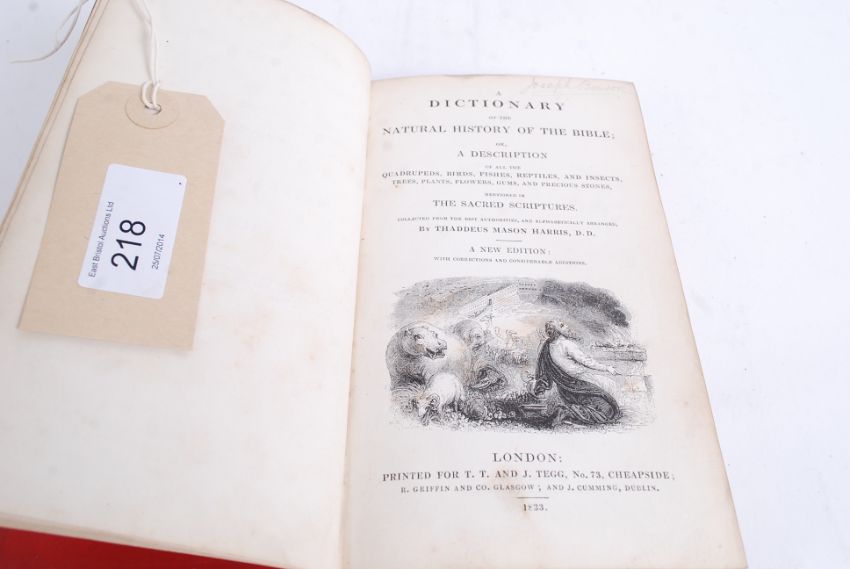 East Bristol Auctions Ltd
218
25/07/2014
Joseph
A
DICTIONARY
OF THE
NATURAL HISTORY OF THE BIBLE;
OR,
A DESCRIPTION
OF ALL THE
QUADRUPEDS, BIRDS, FISHES, REPTILES, AND INSECTS,
TREES, PLANTS, FLOWERS, GUMS, AND PRECIOUS STONES,
MENTIONED IN
THE SACRED SCRIPTURES.
COLLECTED FROM THE BEST AUTHORITIES, AND ALPHABETICALLY ARRANGED,
BY THADDEUS MASON HARRIS, D.D.
A NEW EDITION;
WITH CORRECTIONS AND CONSIDERABLE ADDITIONS.
LONDON:
PRINTED FOR T. T. AND J. TEGG, No. 73, CHEAPSIDE;
R. GRIFFIN AND CO. GLASGOW; AND J. CUMMING, DUBLIN.
1833.